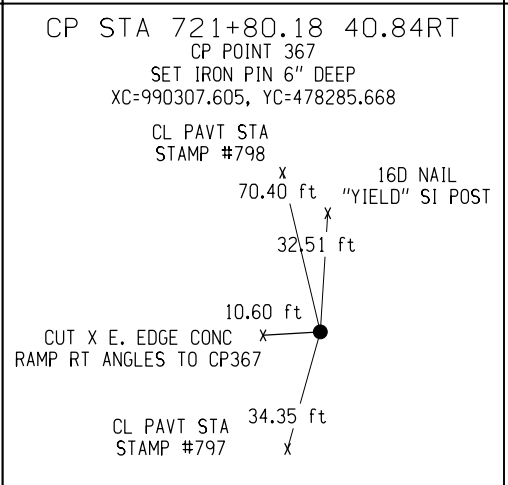 CP STA 721+80.18 40.84RT
CP POINT 367
SET IRON PIN 6" DEEP
XC=990307.605, YC=478285.668
CL PAVT STA
STAMP #798
X
70.40 ft
16D NAIL
"YIELD" SI POST
X
32.51 ft
10.60 ft
CUT X E. EDGE CONC
RAMP RT ANGLES TO CP367
X
34.35 ft
CL PAVT STA
STAMP #797
X